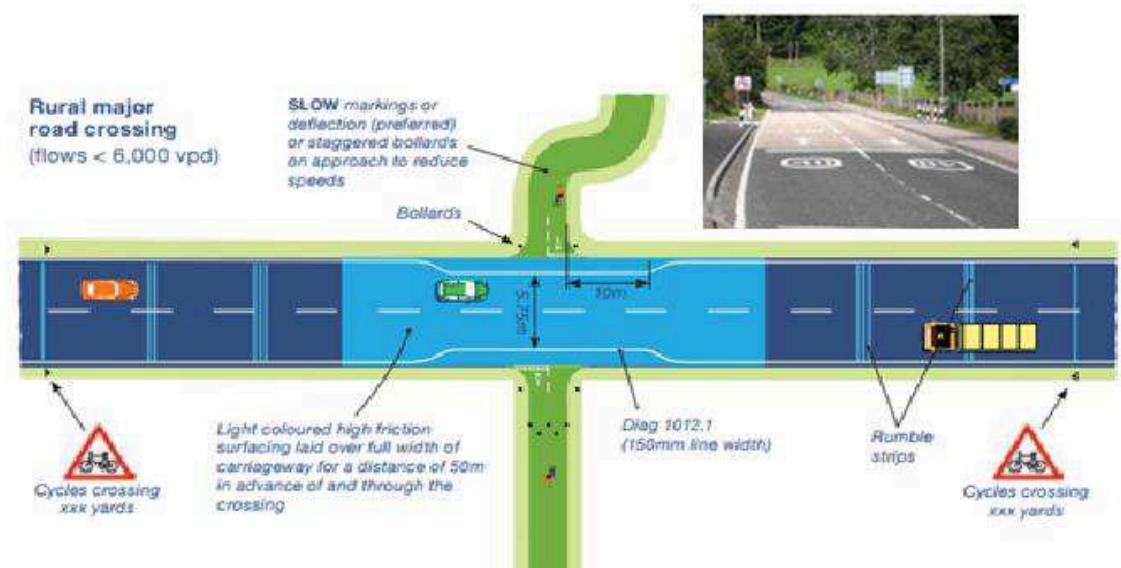 Rural major
road crossing
(flows < 6,000 vpd)
SLOW markings or
deflection (preferred)
or staggered bollards
on approach to reduce
speeds
Bollards
10m
5.75m
Light coloured high friction
surfacing laid over full width of
carriageway for a distance of 50m
in advance of and through the
crossing
Diag 1012.1
(150mm line width)
Rumble
strips
Cycles crossing
xxx yards
Cycles crossing
xxx yards